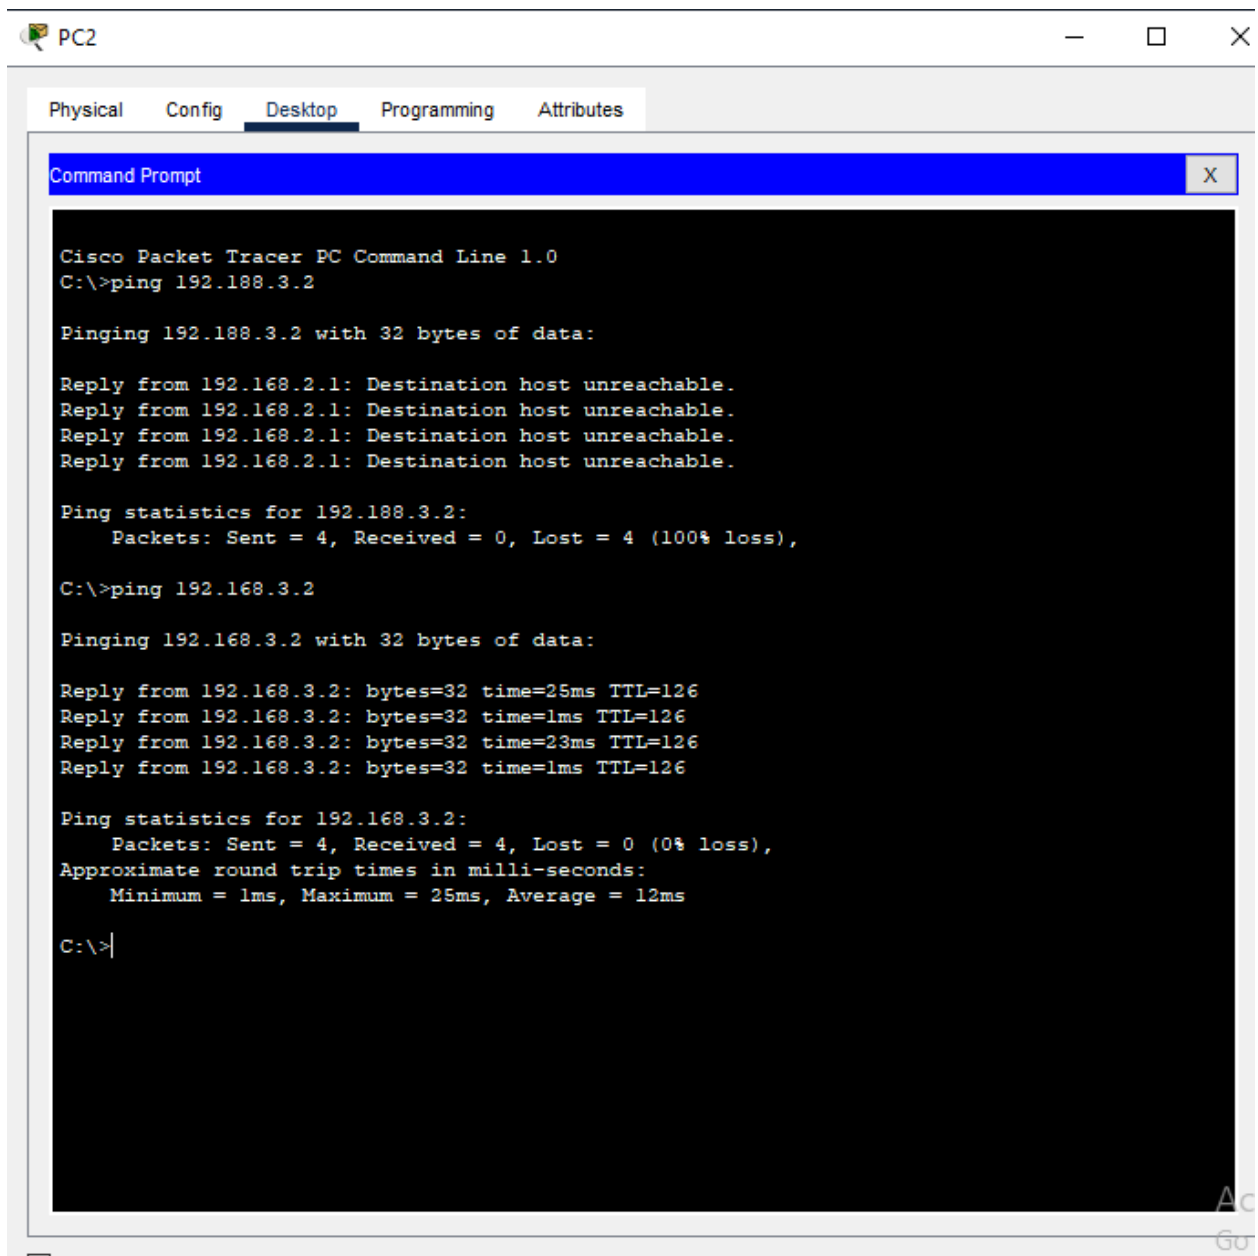 PC2
Physical Config Desktop Programming Attributes
Command Prompt
X
Cisco Packet Tracer PC Command Line 1.0
C:\>ping 192.188.3.2
Pinging 192.188.3.2 with 32 bytes of data:
Reply from 192.168.2.1: Destination host unreachable.
Reply from 192.168.2.1: Destination host unreachable.
Reply from 192.168.2.1: Destination host unreachable.
Reply from 192.168.2.1: Destination host unreachable.
Ping statistics for 192.188.3.2:
Packets: Sent = 4, Received = 0, Lost = 4 (100% loss),
C:\>ping 192.168.3.2
Pinging 192.168.3.2 with 32 bytes of data:
Reply from 192.168.3.2: bytes=32 time=25ms TTL=126
Reply from 192.168.3.2: bytes=32 time=1ms TTL=126
Reply from 192.168.3.2: bytes=32 time=23ms TTL=126
Reply from 192.168.3.2: bytes=32 time=1ms TTL=126
Ping statistics for 192.168.3.2:
Packets: Sent = 4, Received = 4, Lost = 0 (0% loss),
Approximate round trip times in milli-seconds:
Minimum = 1ms, Maximum = 25ms, Average = 12ms
C:\>